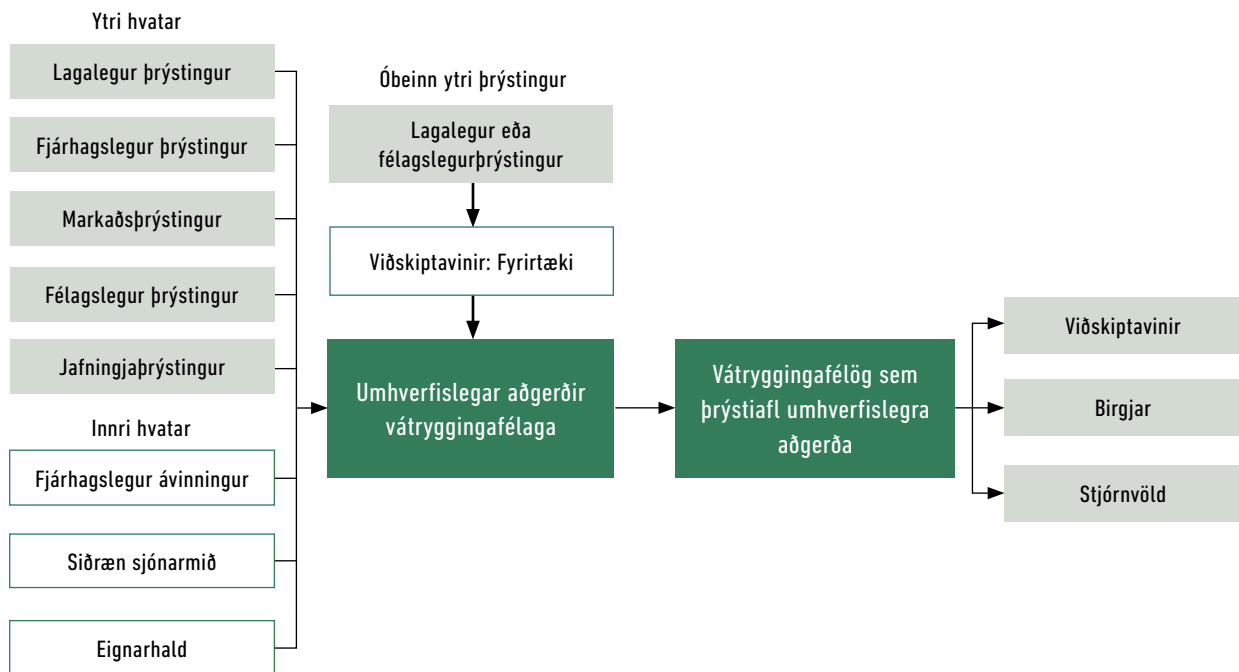 Ytri hvatar
Lagalegur þrýstingur
Fjárhagslegur þrýstingur
Markaðsþrýstingur
Félagslegur þrýstingur
Jafningjaþrýstingur
Innri hvatar
Fjárhagslegur ávinningur
Siðræn sjónarmið
Eignarhald
Óbeinn ytri þrýstingur
Lagalegur eða
félagslegurþrýstingur
Viðskiptavinir: Fyrirtæki
Umhverfislegar aðgerðir
vátryggingafélaga
Vátryggingafélög sem
þrýstiafl umhverfislegra
aðgerða
Viðskiptavinir
Birgjar
Stjórnvöld